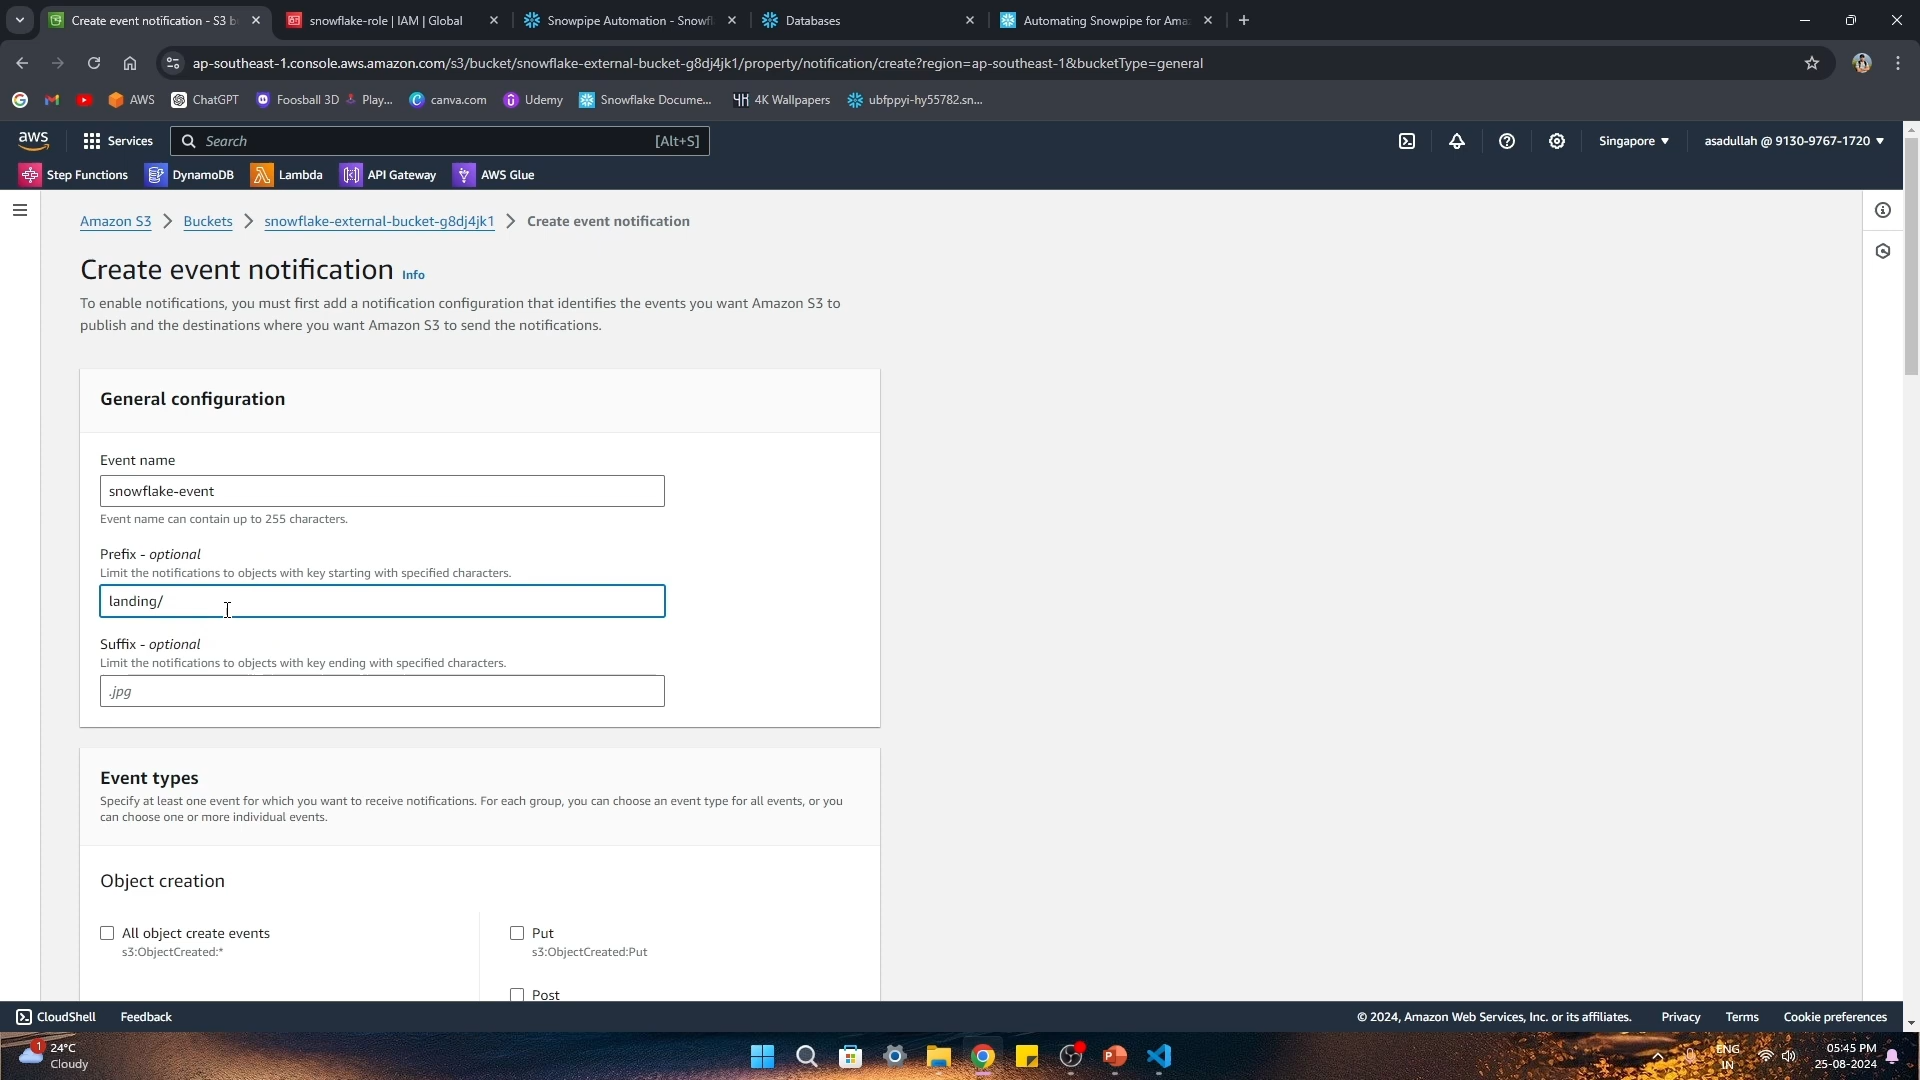 Create event notification - S3 b
snowflake-role | IAM | Global
Snowpipe Automation - Snowfl
Databases
Automating Snowpipe for Ama
ap-southeast-1.console.aws.amazon.com/s3/bucket/snowflake-external-bucket-g8dj4jk1/property/notification/create?region=ap-southeast-1&bucketType=general
AWS
ChatGPT
Foosball 3D
Play...
canva.com
Udemy
Snowflake Docume...
4K Wallpapers
ubfppyi-hy55782.sn...
aws
Services
Search
[Alt+S]
Singapore
asadullah @ 9130-9767-1720
Step Functions
DynamoDB
Lambda
API Gateway
AWS Glue
Amazon S3
Buckets
snowflake-external-bucket-g8dj4jk1
Create event notification
Create event notification Info
To enable notifications, you must first add a notification configuration that identifies the events you want Amazon S3 to
publish and the destinations where you want Amazon S3 to send the notifications.
General configuration
Event name
snowflake-event
Event name can contain up to 255 characters.
Prefix - optional
Limit the notifications to objects with key starting with specified characters.
landing/
Suffix - optional
Limit the notifications to objects with key ending with specified characters.
.jpg
Event types
Specify at least one event for which you want to receive notifications. For each group, you can choose an event type for all events, or you
can choose one or more individual events.
Object creation
All object create events
s3:ObjectCreated:*
Put
s3:ObjectCreated:Put
Post
CloudShell
Feedback
© 2024, Amazon Web Services, Inc. or its affiliates.
Privacy
Terms
Cookie preferences
1
24°C
Cloudy
ENG
IN
05:45 PM
25-08-2024